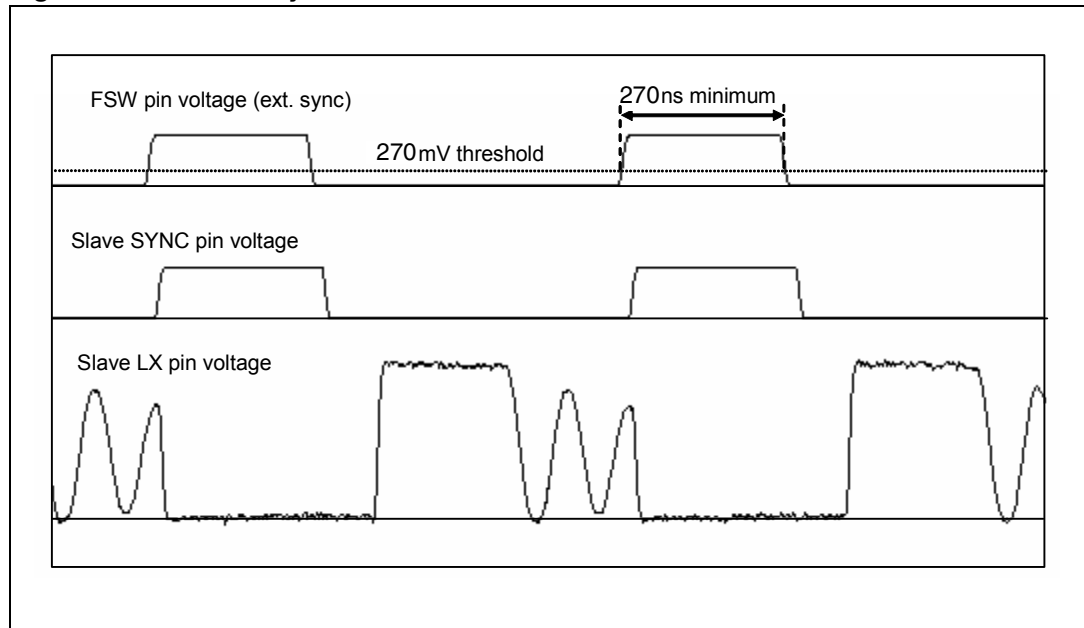 FSW pin voltage (ext. sync)
270ns minimum
270mV threshold
Slave SYNC pin voltage
Slave LX pin voltage